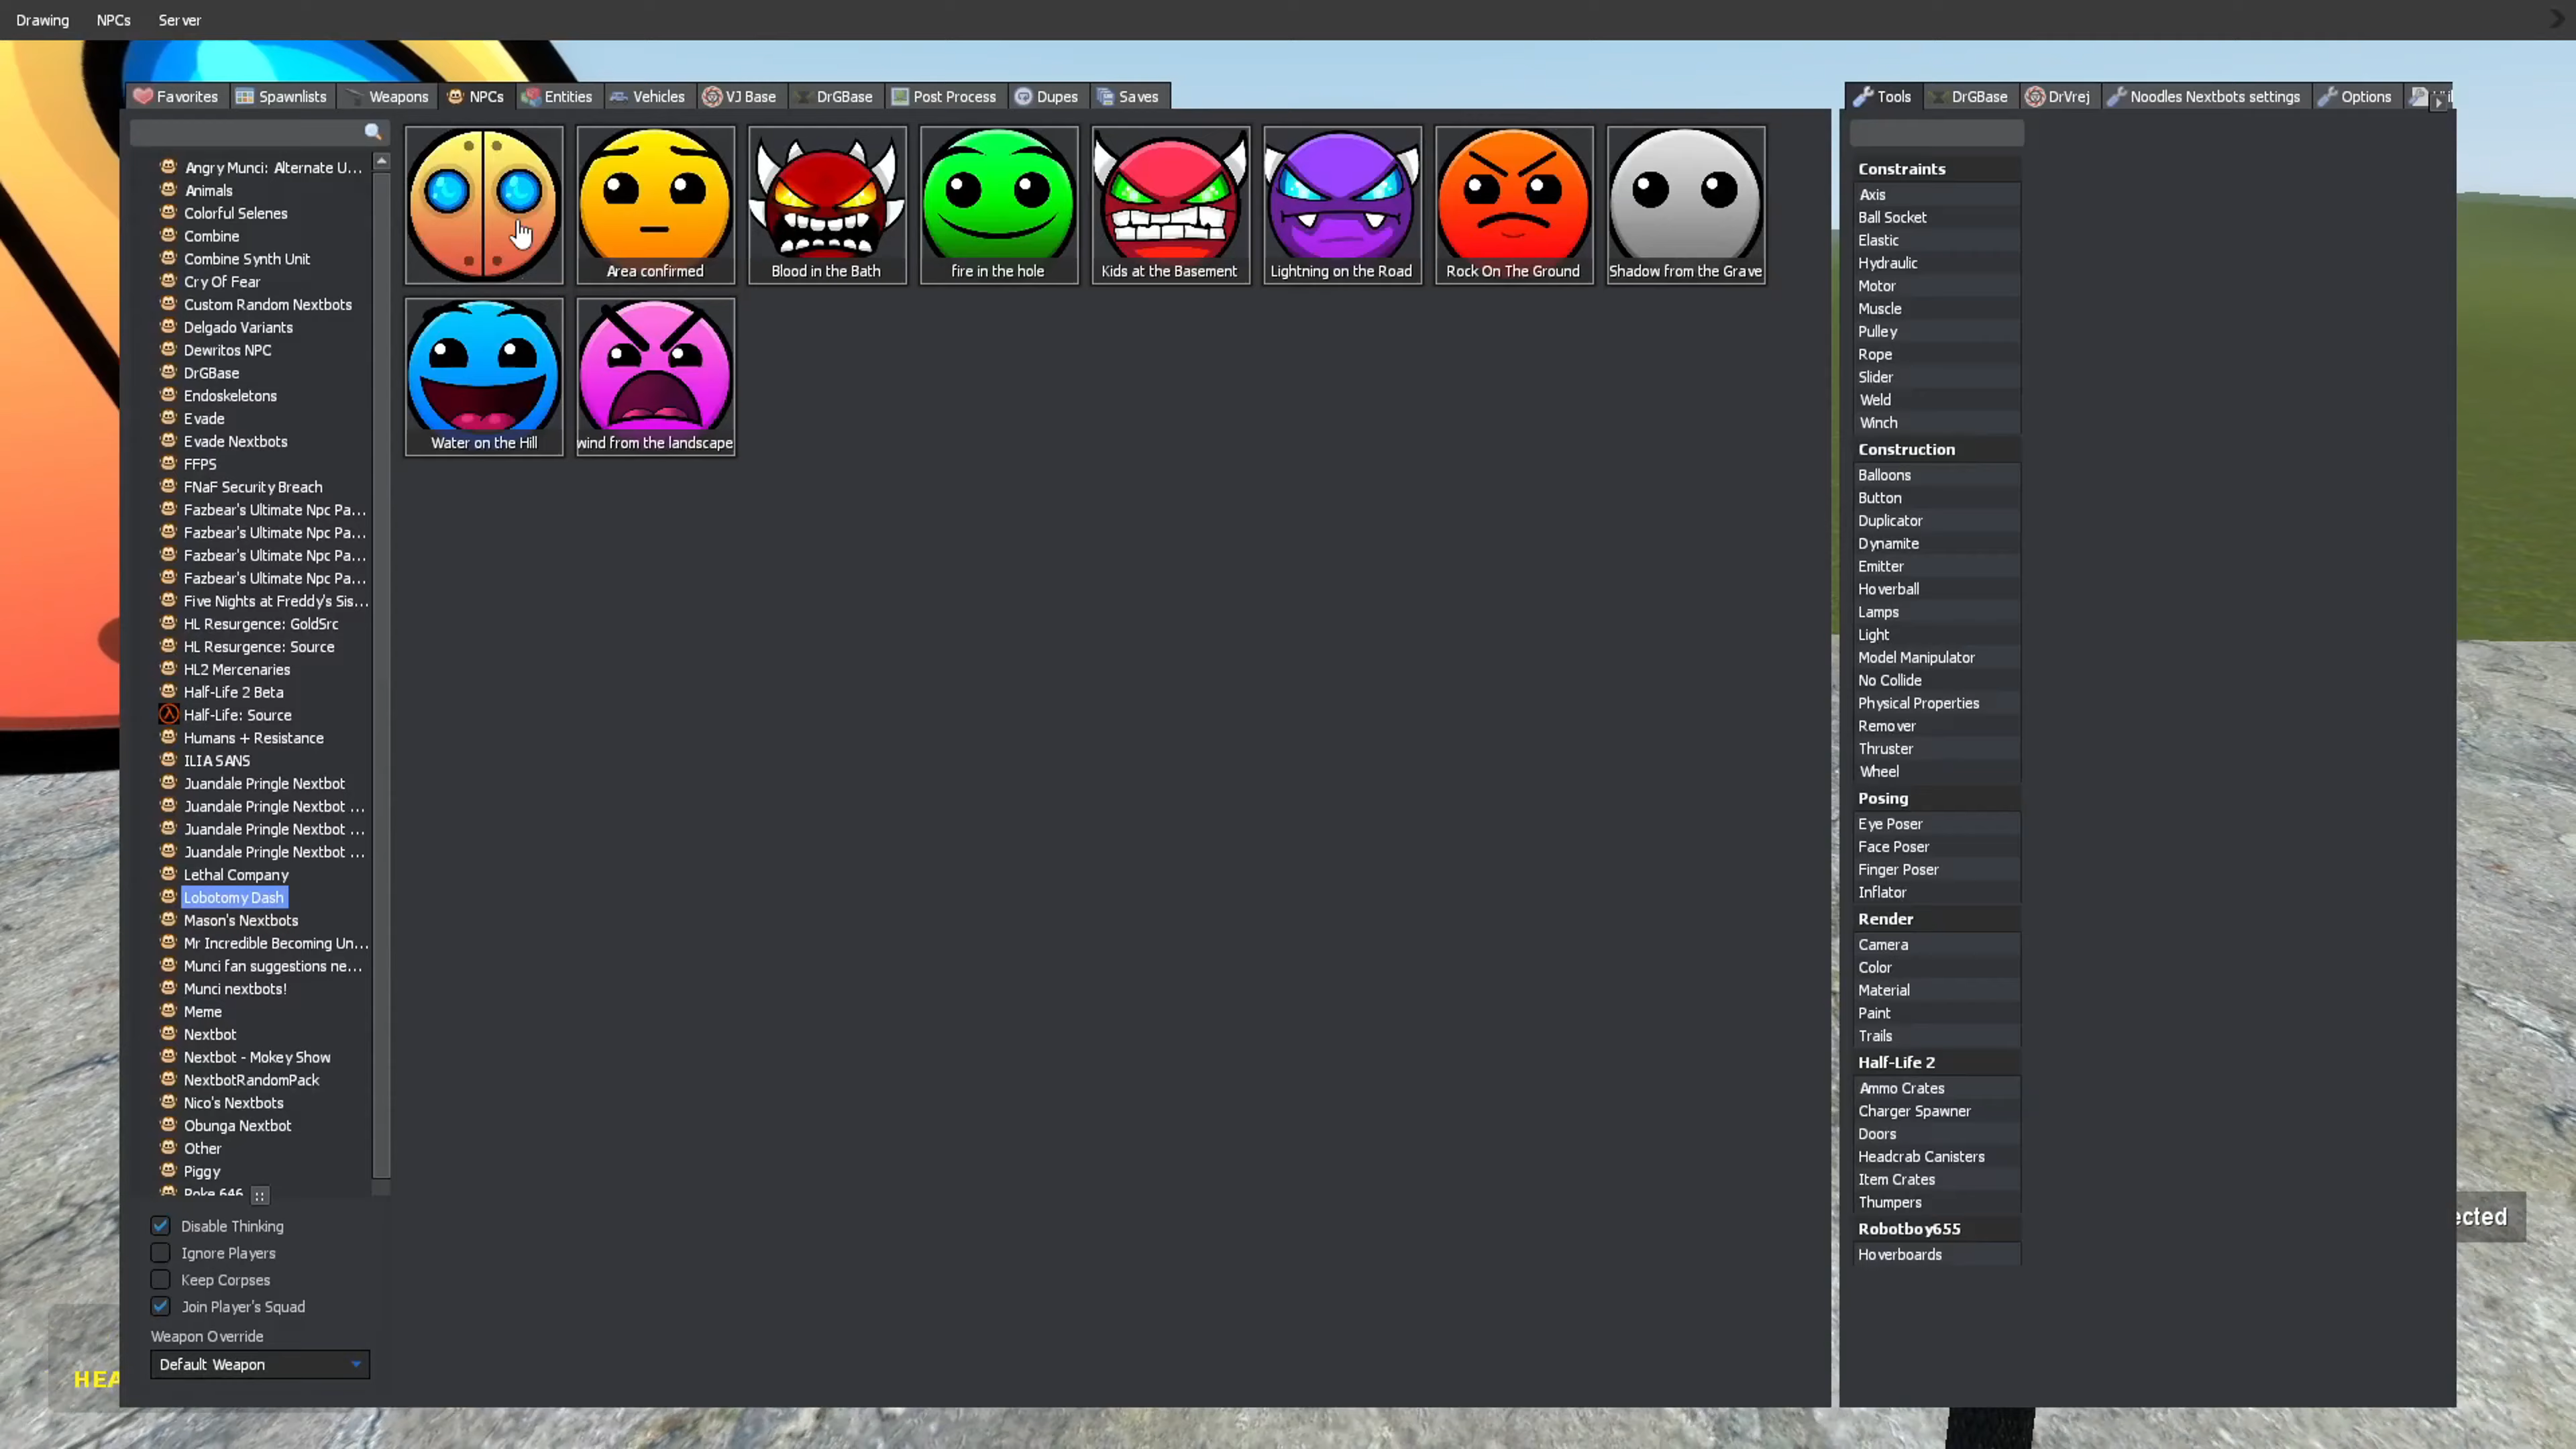 Drawing NPCs Server
Favorites Spawnlists Weapons NPCs Entities Vehicles VJ Base DrGBase Post Process Dupes Saves
Angry Munci: Alternate U...
Animals
Colorful Selenes
Combine
Combine Synth Unit
Cry Of Fear
Custom Random Nextbots
Delgado Variants
Dewritos NPC
DrGBase
Endoskeletons
Evade
Evade Nextbots
FFPS
FNaF Security Breach
Fazbear's Ultimate Npc Pa...
Fazbear's Ultimate Npc Pa...
Fazbear's Ultimate Npc Pa...
Fazbear's Ultimate Npc Pa...
Five Nights at Freddy's Sis...
HL Resurgence: GoldSrc
HL Resurgence: Source
HL2 Mercenaries
Half-Life 2 Beta
Half-Life: Source
Humans + Resistance
ILIA SANS
Juandale Pringle Nextbot
Juandale Pringle Nextbot ...
Juandale Pringle Nextbot ...
Juandale Pringle Nextbot ...
Lethal Company
Lobotomy Dash
Mason's Nextbots
Mr Incredible Becoming Un...
Munci fan suggestions ne...
Munci nextbots!
Meme
Nextbot
Nextbot - Mokey Show
NextbotRandomPack
Nico's Nextbots
Obunga Nextbot
Other
Piggy
Poke 646
Disable Thinking
Ignore Players
Keep Corpses
Join Player's Squad
Weapon Override
Default Weapon
HEA
Area confirmed
Blood in the Bath
fire in the hole
Kids at the Basement
Lightning on the Road
Rock On The Ground
Shadow from the Grave
Water on the Hill
wind from the landscape
Tools DrGBase DrVrej Noodles Nextbots settings Options
Constraints
Axis
Ball Socket
Elastic
Hydraulic
Motor
Muscle
Pulley
Rope
Slider
Weld
Winch
Construction
Balloons
Button
Duplicator
Dynamite
Emitter
Hoverball
Lamps
Light
Model Manipulator
No Collide
Physical Properties
Remover
Thruster
Wheel
Posing
Eye Poser
Face Poser
Finger Poser
Inflator
Render
Camera
Color
Material
Paint
Trails
Half-Life 2
Ammo Crates
Charger Spawner
Doors
Headcrab Canisters
Item Crates
Thumpers
Robotboy655
Hoverboards
ected